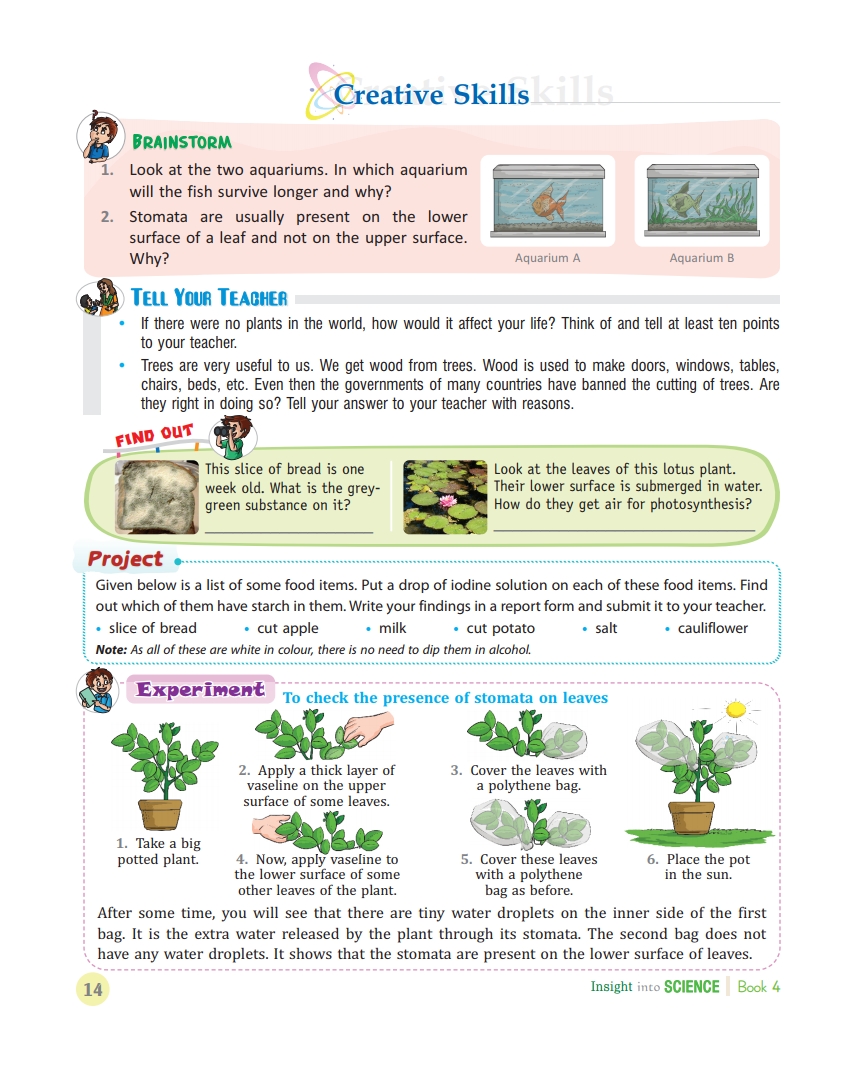 Creative Skills
BRAINSTORM
1. Look at the two aquariums. In which aquarium
will the fish survive longer and why?
2. Stomata are usually present on the lower
surface of a leaf and not on the upper surface.
Why?
Aquarium A
Aquarium B
TELL YOUR TEACHER
• If there were no plants in the world, how would it affect your life? Think of and tell at least ten points
to your teacher.
• Trees are very useful to us. We get wood from trees. Wood is used to make doors, windows, tables,
chairs, beds, etc. Even then the governments of many countries have banned the cutting of trees. Are
they right in doing so? Tell your answer to your teacher with reasons.
FIND OUT
This slice of bread is one
week old. What is the grey-
green substance on it?
Look at the leaves of this lotus plant.
Their lower surface is submerged in water.
How do they get air for photosynthesis?
Project
Given below is a list of some food items. Put a drop of iodine solution on each of these food items. Find
out which of them have starch in them. Write your findings in a report form and submit it to your teacher.
• slice of bread • cut apple • milk • cut potato • salt • cauliflower
Note: As all of these are white in colour, there is no need to dip them in alcohol.
Experiment
To check the presence of stomata on leaves
1. Take a big
potted plant.
2. Apply a thick layer of
vaseline on the upper
surface of some leaves.
3. Cover the leaves with
a polythene bag.
4. Now, apply vaseline to
the lower surface of some
other leaves of the plant.
5. Cover these leaves
with a polythene
bag as before.
6. Place the pot
in the sun.
After some time, you will see that there are tiny water droplets on the inner side of the first
bag. It is the extra water released by the plant through its stomata. The second bag does not
have any water droplets. It shows that the stomata are present on the lower surface of leaves.
14
Insight into SCIENCE | Book 4